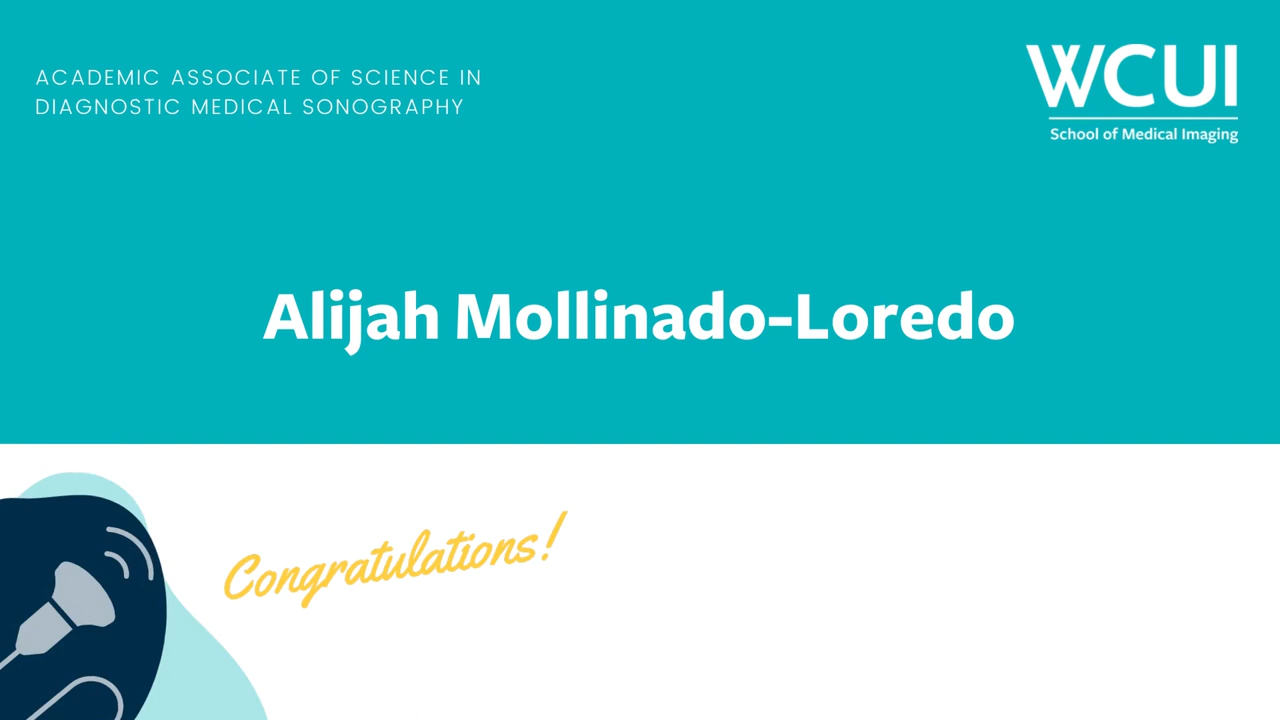 ACADEMIC ASSOCIATE OF SCIENCE IN
DIAGNOSTIC MEDICAL SONOGRAPHY
WCUI
School of Medical Imaging
Alijah Mollinado-Loredo
Congratulations!